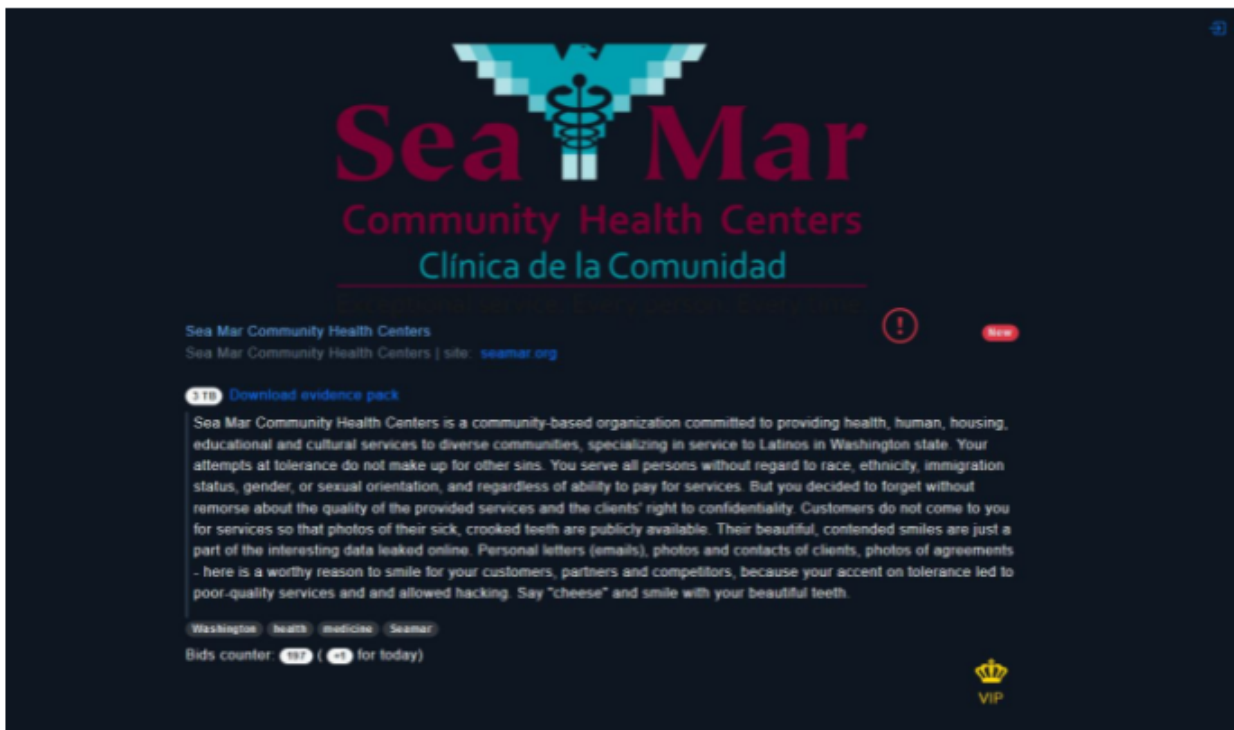 Sea Mar
Community Health Centers
Clínica de la Comunidad
Exceptional service. Every person. Every time.
Sea Mar Community Health Centers
New
Sea Mar Community Health Centers | site: seamar.org
3 TB Download evidence pack
Sea Mar Community Health Centers is a community-based organization committed to providing health, human, housing,
educational and cultural services to diverse communities, specializing in service to Latinos in Washington state. Your
attempts at tolerance do not make up for other sins. You serve all persons without regard to race, ethnicity, immigration
status, gender, or sexual orientation, and regardless of ability to pay for services. But you decided to forget without
remorse about the quality of the provided services and the clients' right to confidentiality. Customers do not come to you
for services so that photos of their sick, crooked teeth are publicly available. Their beautiful, contended smiles are just a
part of the interesting data leaked online. Personal letters (emails), photos and contacts of clients, photos of agreements
- here is a worthy reason to smile for your customers, partners and competitors, because your accent on tolerance led to
poor-quality services and and allowed hacking. Say "cheese" and smile with your beautiful teeth.
Washington health medicine Seamar
Bids counter: 197 ( +1 for today)
VIP